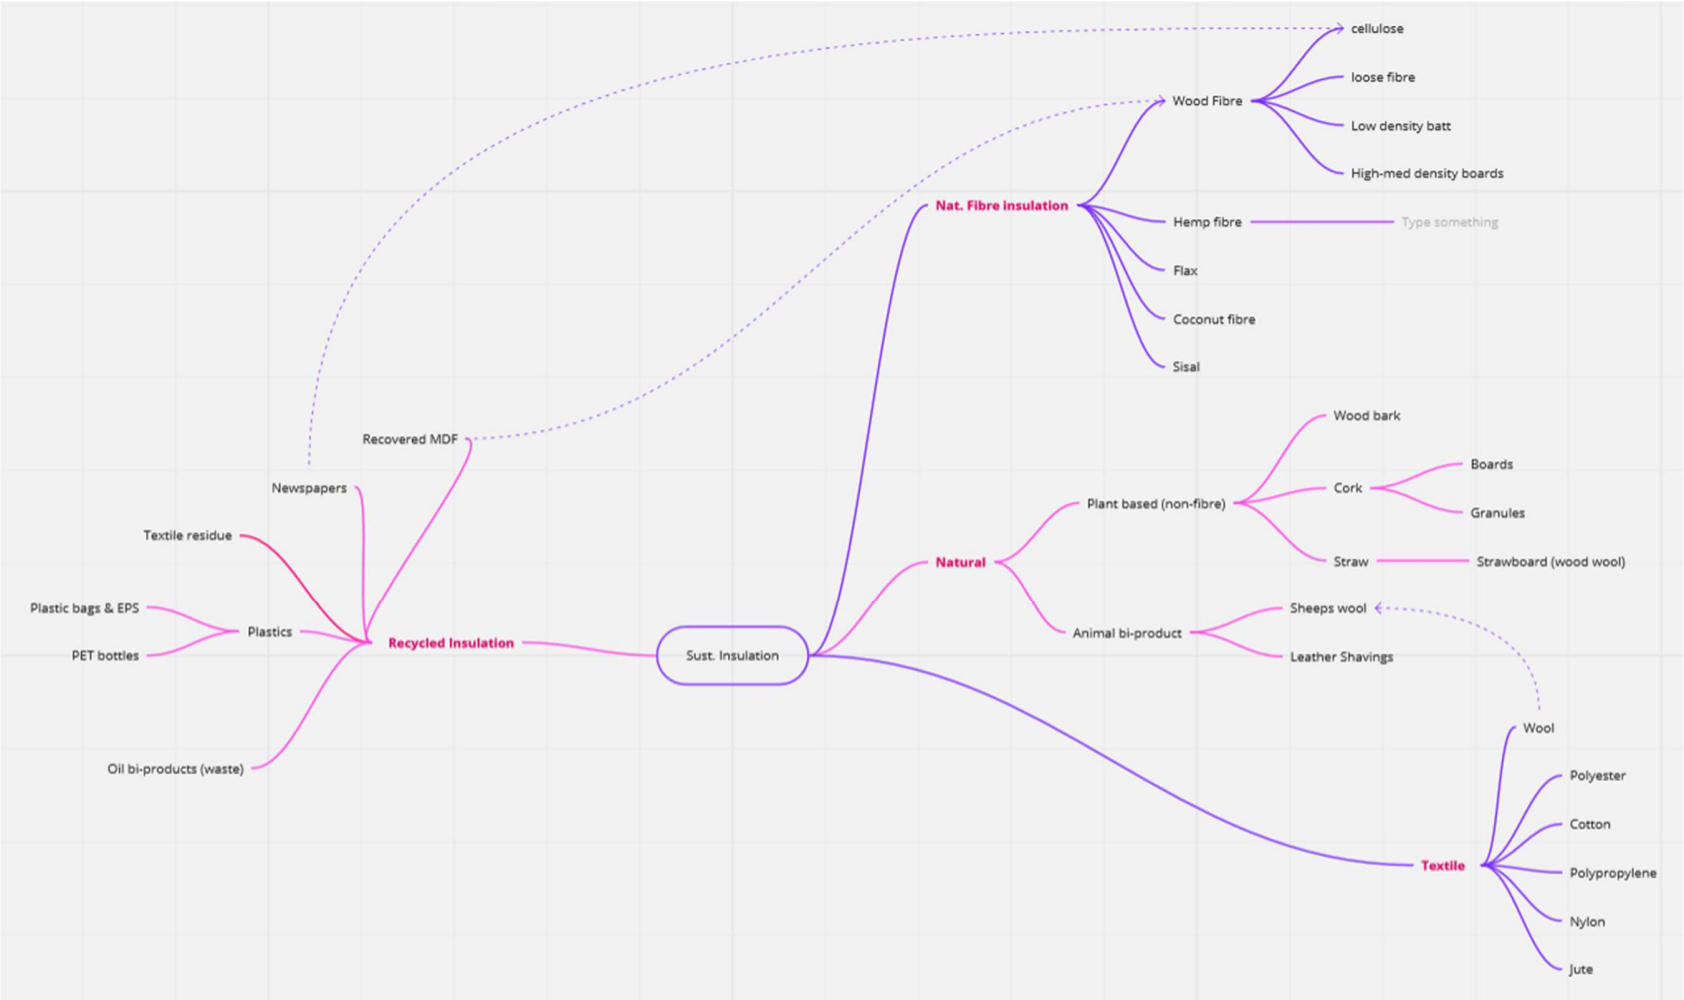 cellulose
loose fibre
Wood Fibre
Low density batt
High-med density boards
Nat. Fibre insulation
Hemp fibre
Type something
Flax
Coconut fibre
Sisal
Wood bark
Recovered MDF
Boards
Newspapers
Cork
Plant based (non-fibre)
Granules
Textile residue
Natural
Straw
Strawboard (wood wool)
Plastic bags & EPS
Sheeps wool
Plastics
Animal bi-product
Recycled Insulation
PET bottles
Sust. Insulation
Leather Shavings
Wool
Oil bi-products (waste)
Polyester
Cotton
Textile
Polypropylene
Nylon
Jute